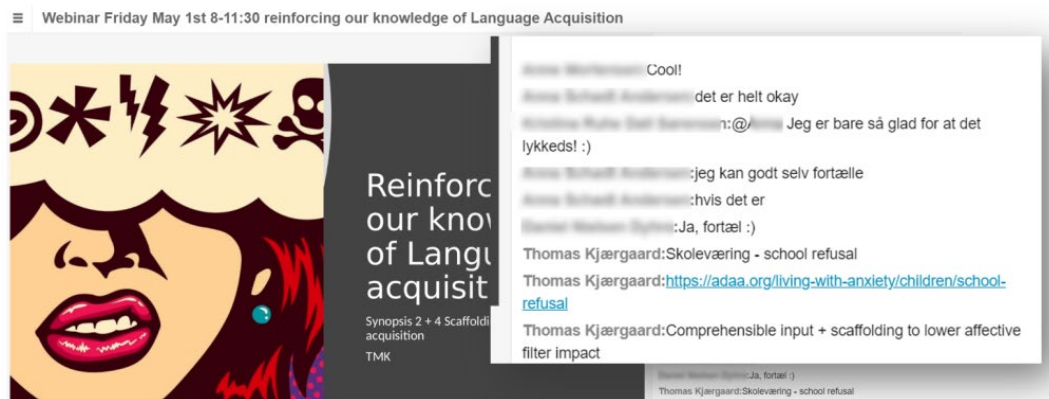 Webinar Friday May 1st 8-11:30 reinforcing our knowledge of Language Acquisition
Reinforc
our know
of Langu
acquisit
Synopsis 2 + 4 Scaffoldi
acquisition
TMK
Cool!
det er helt okay
:@ Jeg er bare så glad for at det
lykkeds! :)
:jeg kan godt selv fortælle
:hvis det er
:Ja, fortæl :)
Thomas Kjærgaard:Skoleværing - school refusal
Thomas Kjærgaard:https://adaa.org/living-with-anxiety/children/school-
refusal
Thomas Kjærgaard:Comprehensible input + scaffolding to lower affective
filter impact
:Ja, fortæl :)
Thomas Kjærgaard:Skoleværing - school refusal